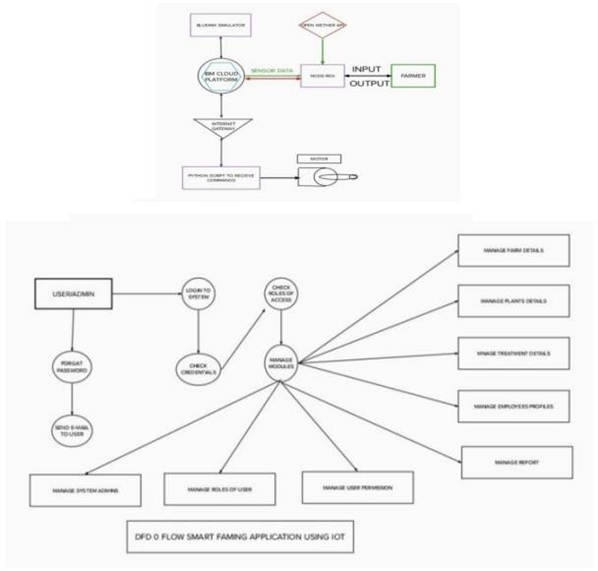 BLUEMIX SIMULATOR
OPEN WETHER API
IBM CLOUD
PLATFORM
SENSOR DATA
NODE RED
INPUT
OUTPUT
FARMER
INTERNET
GATEWAY
MOTOR
PYTHON SCRIPT TO RECIEVE
COMMANDS
MANAGE FARM DETAILS
USER/ADMIN
LOGIN TO
SYSTEM
CHECK
ROLES OF
ACCESS
MANAGE PLANTS DETAILS
FORGAT
PASSWORD
CHECK
CREDENTIALS
MANAGE
MODULES
MNAGE TREATMENT DETAILS
MANAGE EMPLOYEES PROFILES
SEND E-MAIL
TO USER
MANAGE REPORT
MANAGE SYSTEM ADMINS
MANAGE ROLES OF USER
MANAGE USER PERMISSION
DFD 0 FLOW SMART FAMING APPLICATION USING IOT